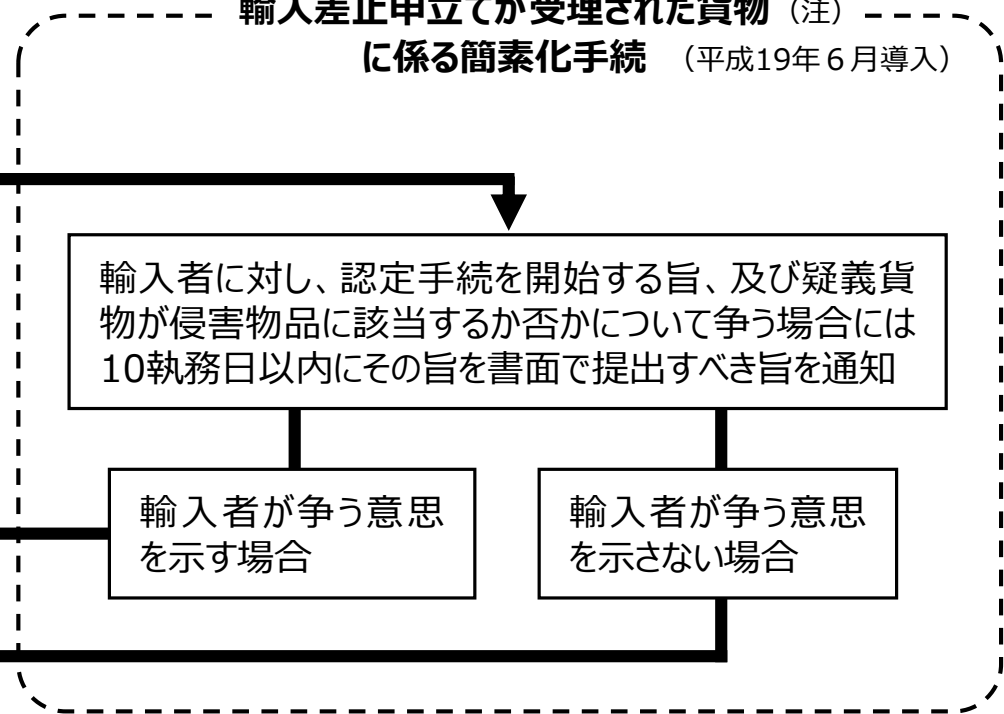 輸入差止申立てが受理された貨物（注）
に係る簡素化手続　（平成19年６月導入）
輸入者に対し、認定手続を開始する旨、及び疑義貨
物が侵害物品に該当するか否かについて争う場合には
10執務日以内にその旨を書面で提出すべき旨を通知
輸入者が争う意思
を示す場合
輸入者が争う意思
を示さない場合